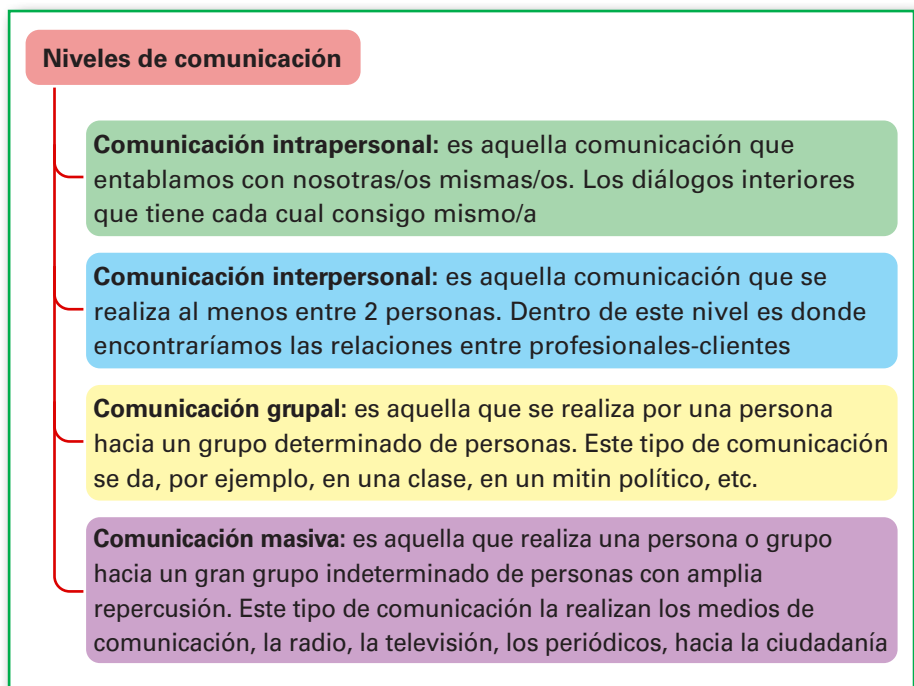 Niveles de comunicación
Comunicación intrapersonal: es aquella comunicación que
entablamos con nosotras/os mismas/os. Los diálogos interiores
que tiene cada cual consigo mismo/a
Comunicación interpersonal: es aquella comunicación que se
realiza al menos entre 2 personas. Dentro de este nivel es donde
encontraríamos las relaciones entre profesionales-clientes
Comunicación grupal: es aquella que se realiza por una persona
hacia un grupo determinado de personas. Este tipo de comunicación
se da, por ejemplo, en una clase, en un mitin político, etc.
Comunicación masiva: es aquella que realiza una persona o grupo
hacia un gran grupo indeterminado de personas con amplia
repercusión. Este tipo de comunicación la realizan los medios de
comunicación, la radio, la televisión, los periódicos, hacia la ciudadanía